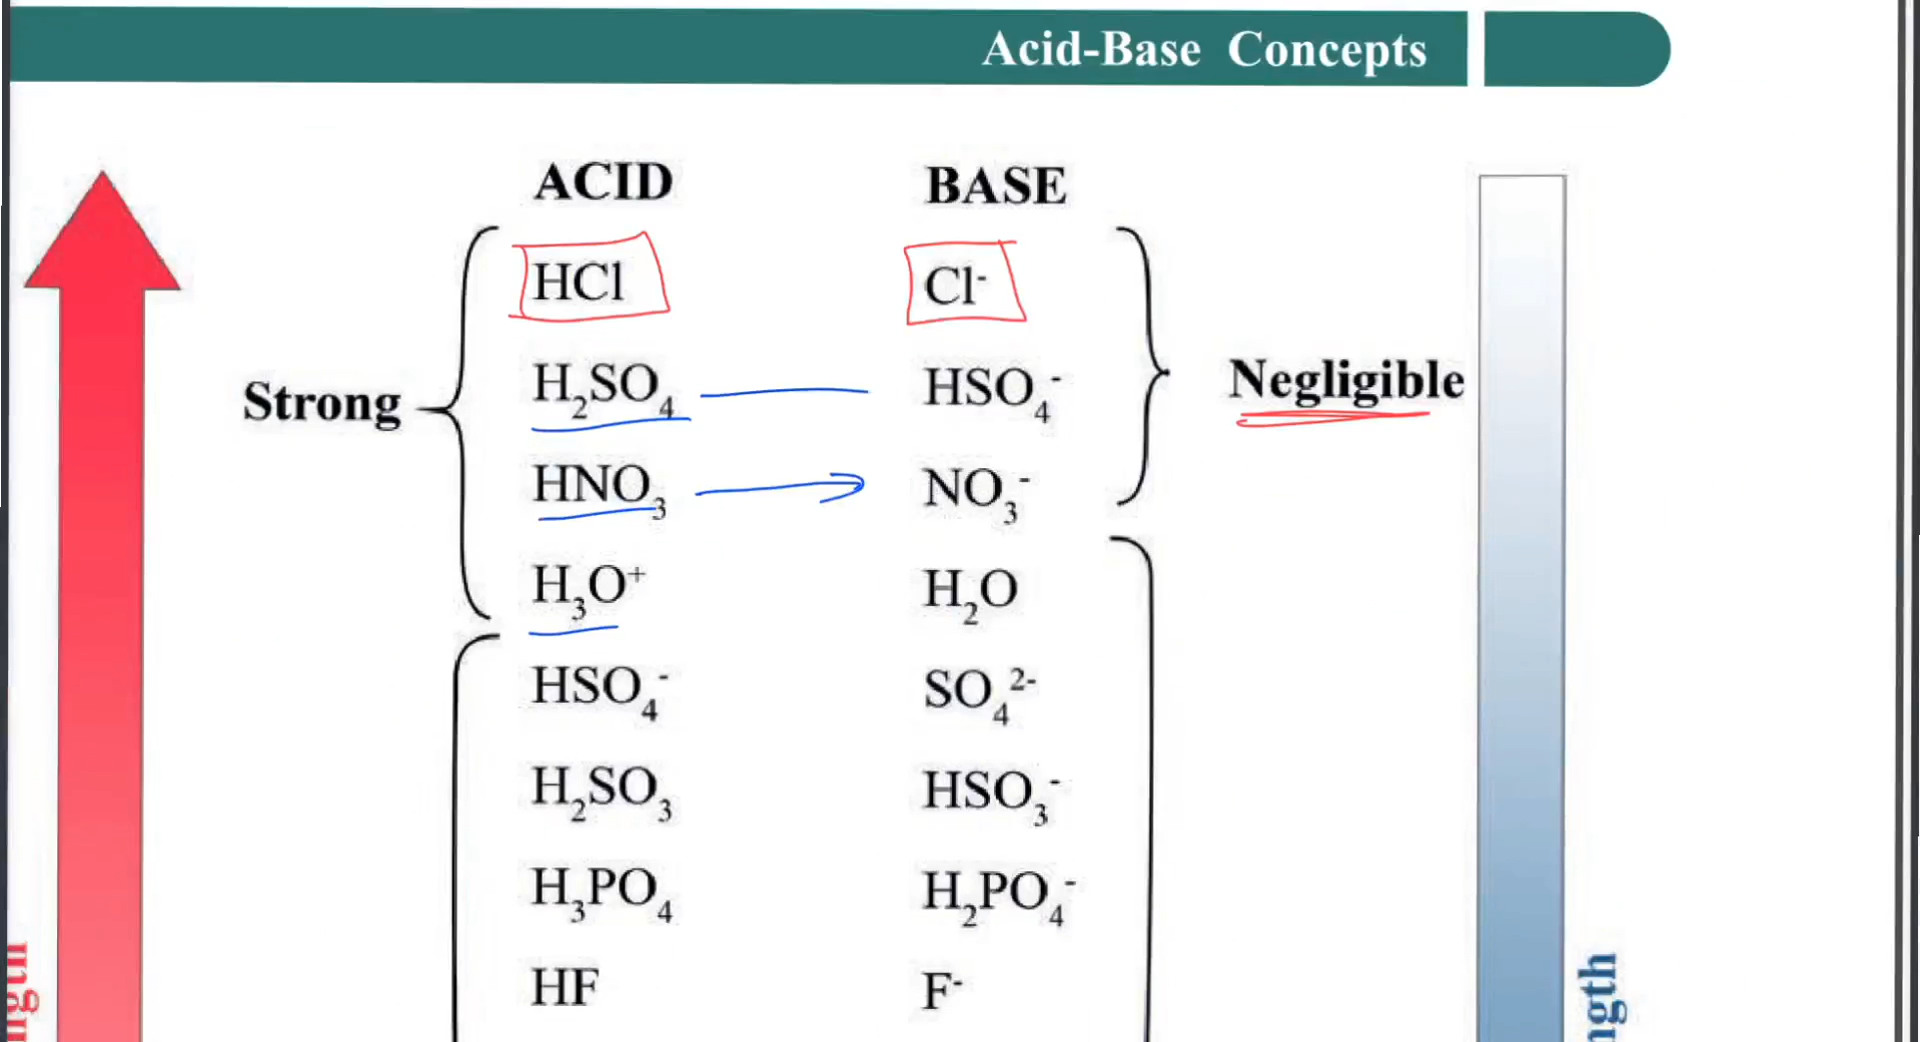 Acid-Base Concepts
ACID BASE
HCl Cl⁻
H₂SO₄ HSO₄⁻
Strong Negligible
HNO₃ NO₃⁻
H₃O⁺ H₂O
HSO₄⁻ SO₄²⁻
H₂SO₃ HSO₃⁻
H₃PO₄ H₂PO₄⁻
HF F⁻